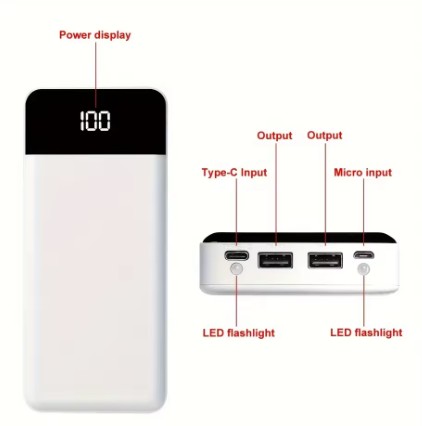 Power display
100
Output Output
Type-C Input Micro input
LED flashlight LED flashlight